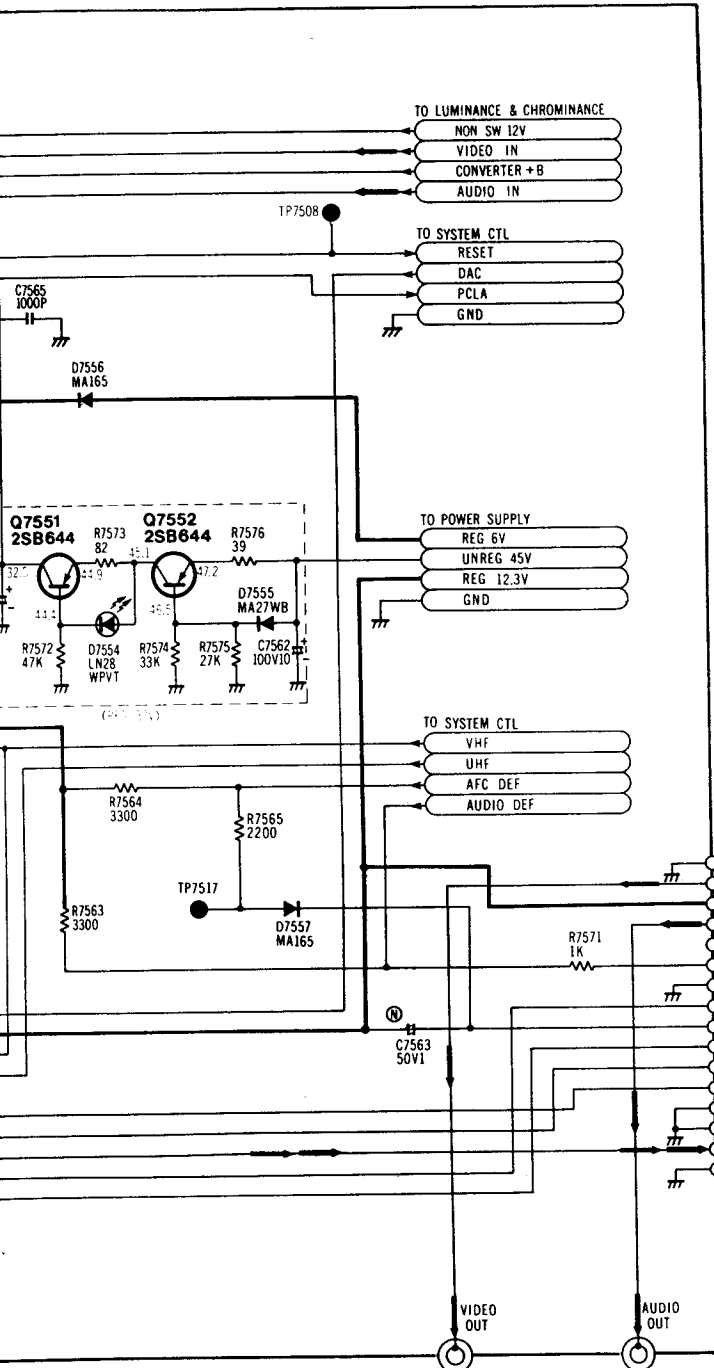 TO LUMINANCE & CHROMINANCE
NON SW 12V
VIDEO IN
CONVERTER +B
AUDIO IN
TP7508
TO SYSTEM CTL
RESET
DAC
PCLA
GND
C7565
1000P
D7556
MA165
TO POWER SUPPLY
REG 6V
UNREG 45V
REG 12.3V
GND
Q7551
2SB644
R7573
82
Q7552
2SB644
R7576
39
45.1
44.9
47.2
44.4
46.5
D7555
MA27WB
R7572
47K
D7554
LN28
WPVT
R7574
33K
R7575
27K
C7562
100V10
+
-
+
-
TO SYSTEM CTL
VHF
UHF
AFC DEF
AUDIO DEF
R7564
3300
R7565
2200
TP7517
D7557
MA165
R7563
3300
R7571
1K
N
C7563
50V1
VIDEO
OUT
AUDIO
OUT